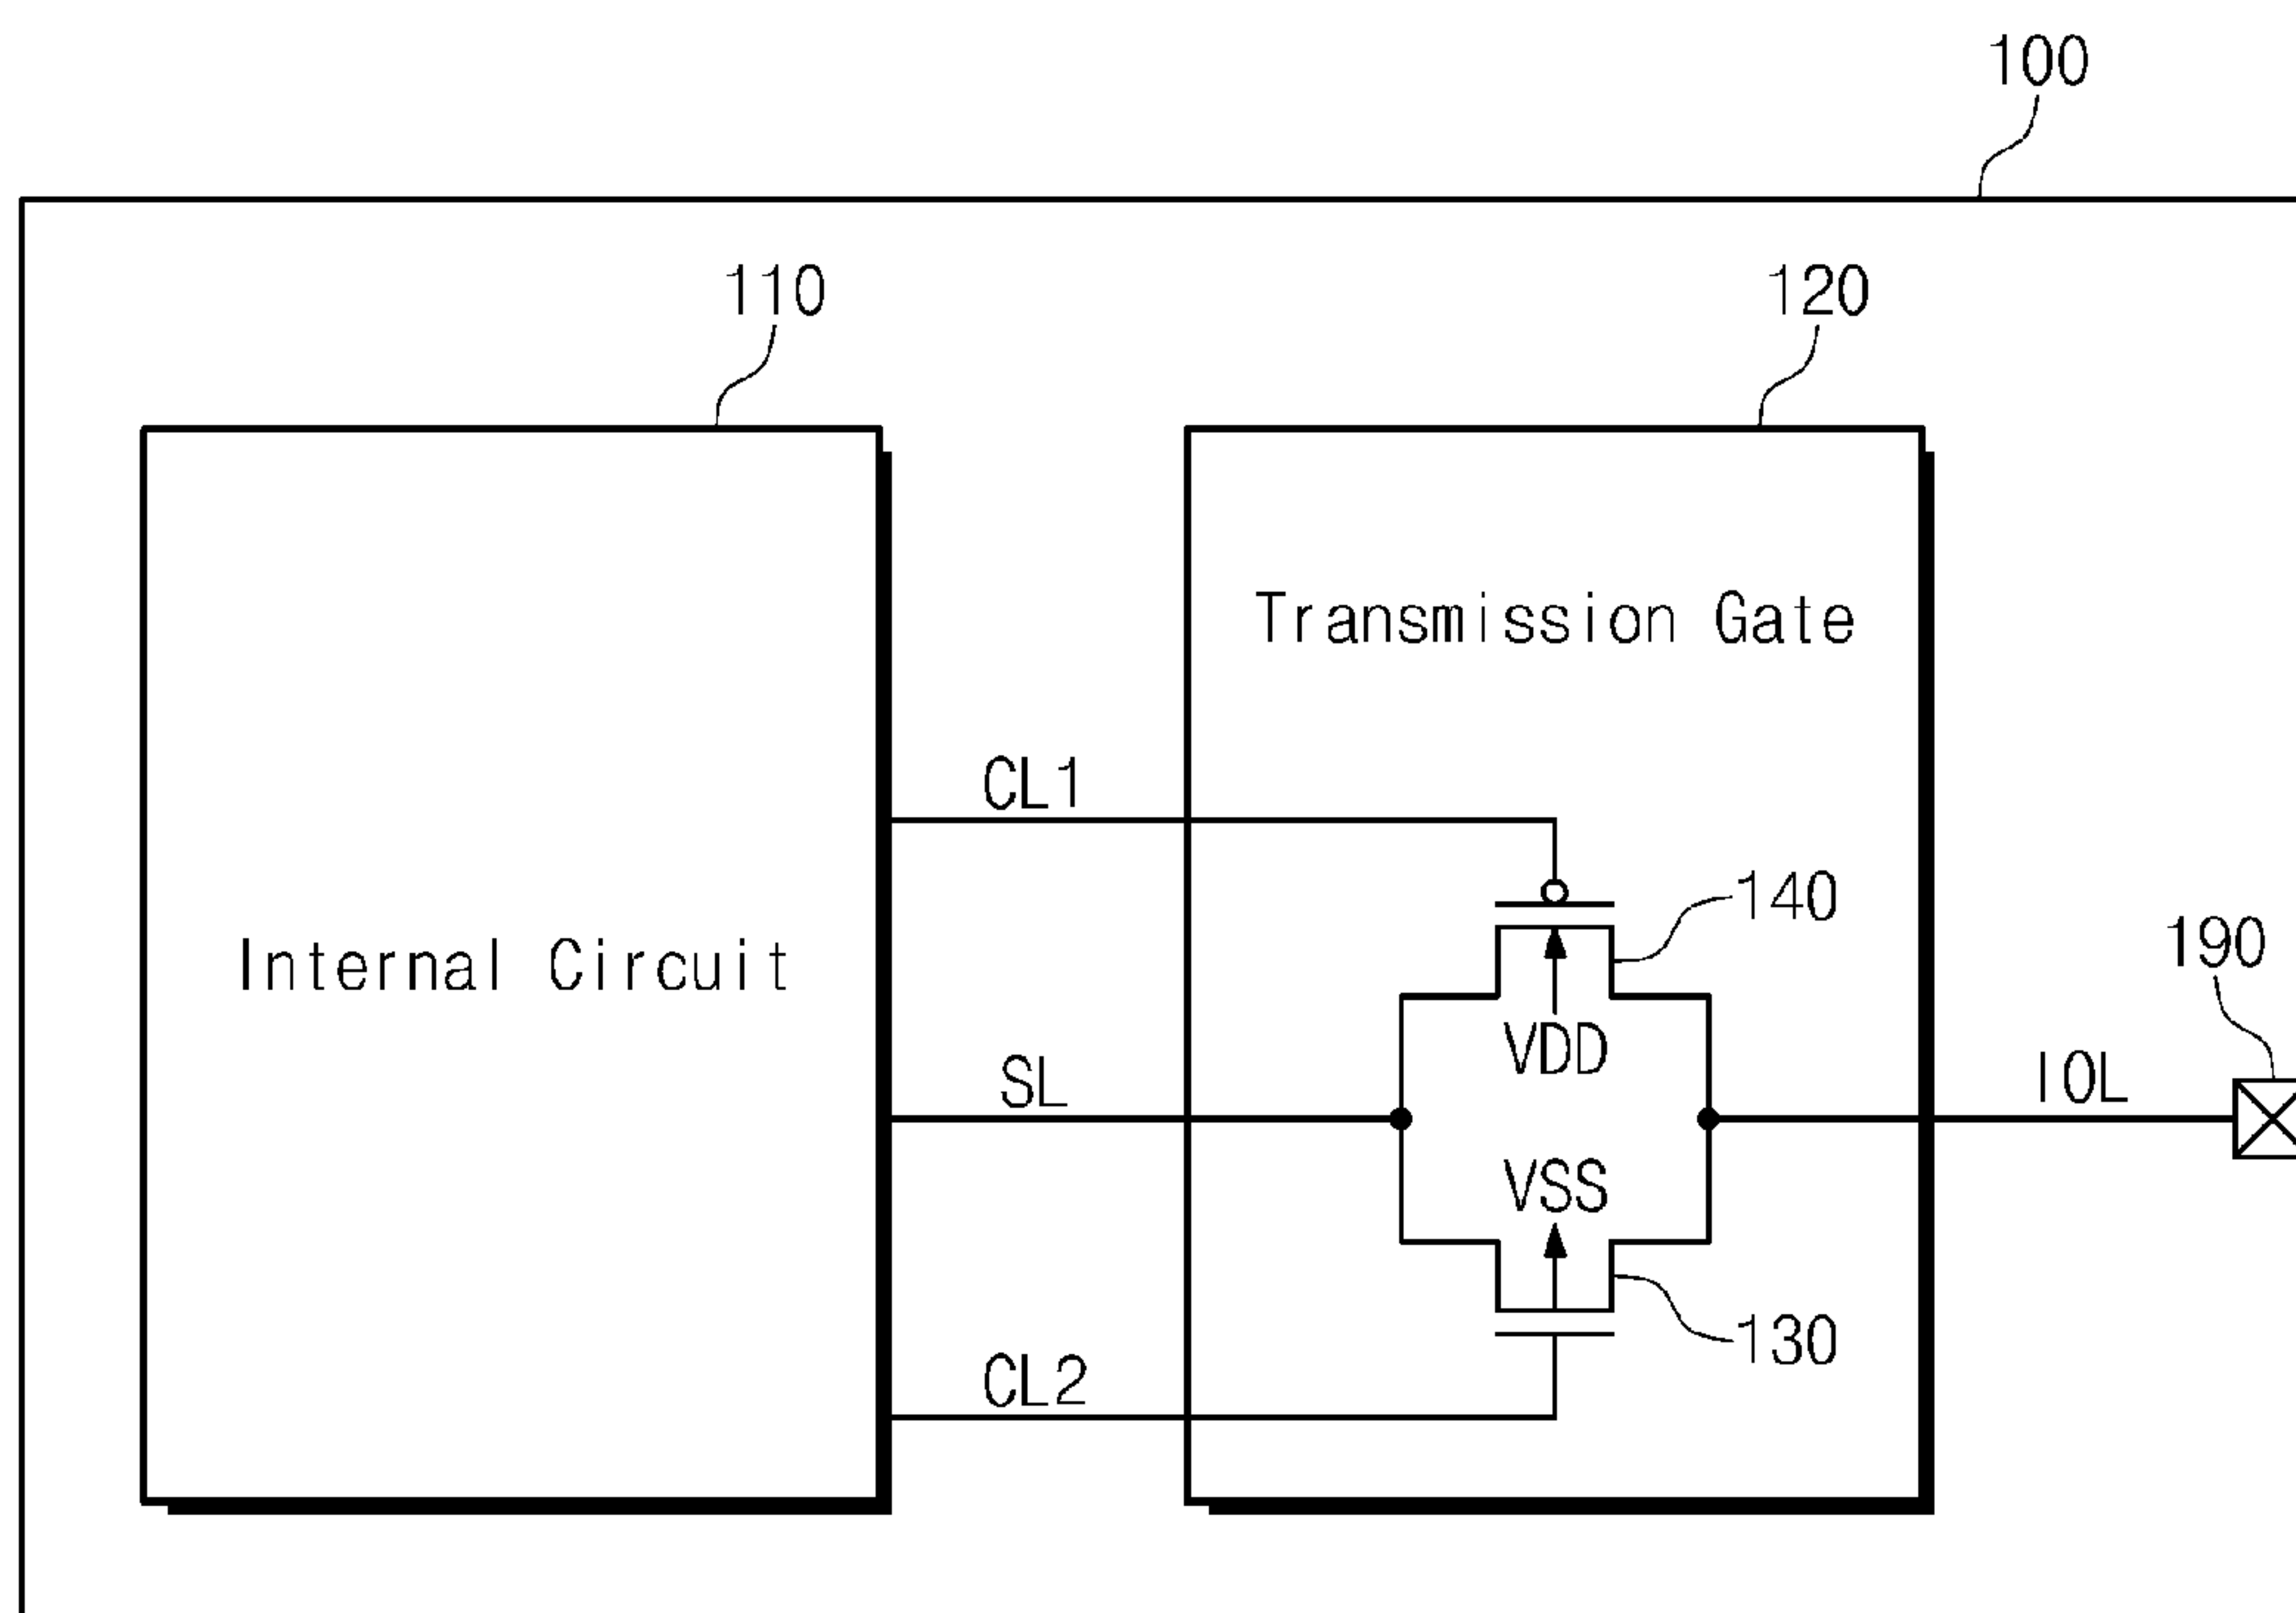 100
110
120
Transmission Gate
CL1
140
190
Internal Circuit
VDD
SL
IOL
VSS
130
CL2